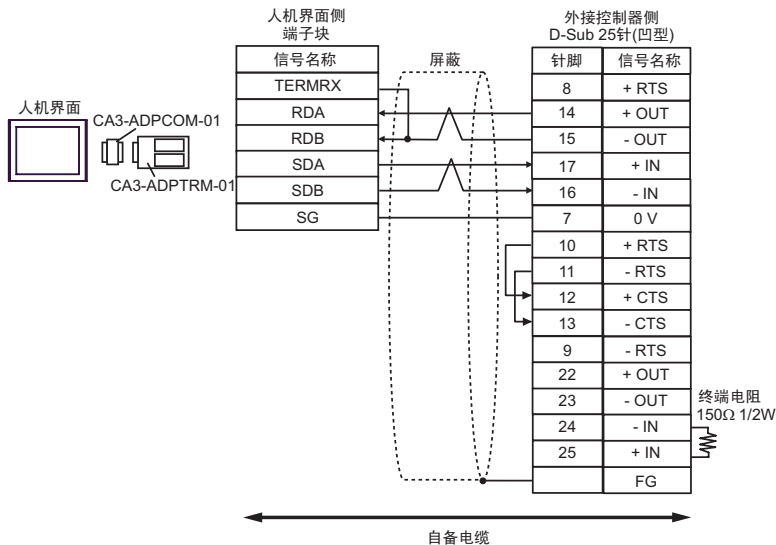 人机界面侧
端子块
外接控制器侧
D-Sub 25针(凹型)
信号名称
屏蔽
针脚 信号名称
TERMRX
8 + RTS
人机界面
CA3-ADPCOM-01
RDA
14 + OUT
RDB
15 - OUT
SDA
17 + IN
CA3-ADPTRM-01
SDB
16 - IN
SG
7 0 V
10 + RTS
11 - RTS
12 + CTS
13 - CTS
9 - RTS
22 + OUT
23 - OUT
终端电阻
150Ω 1/2W
24 - IN
25 + IN
FG
自备电缆